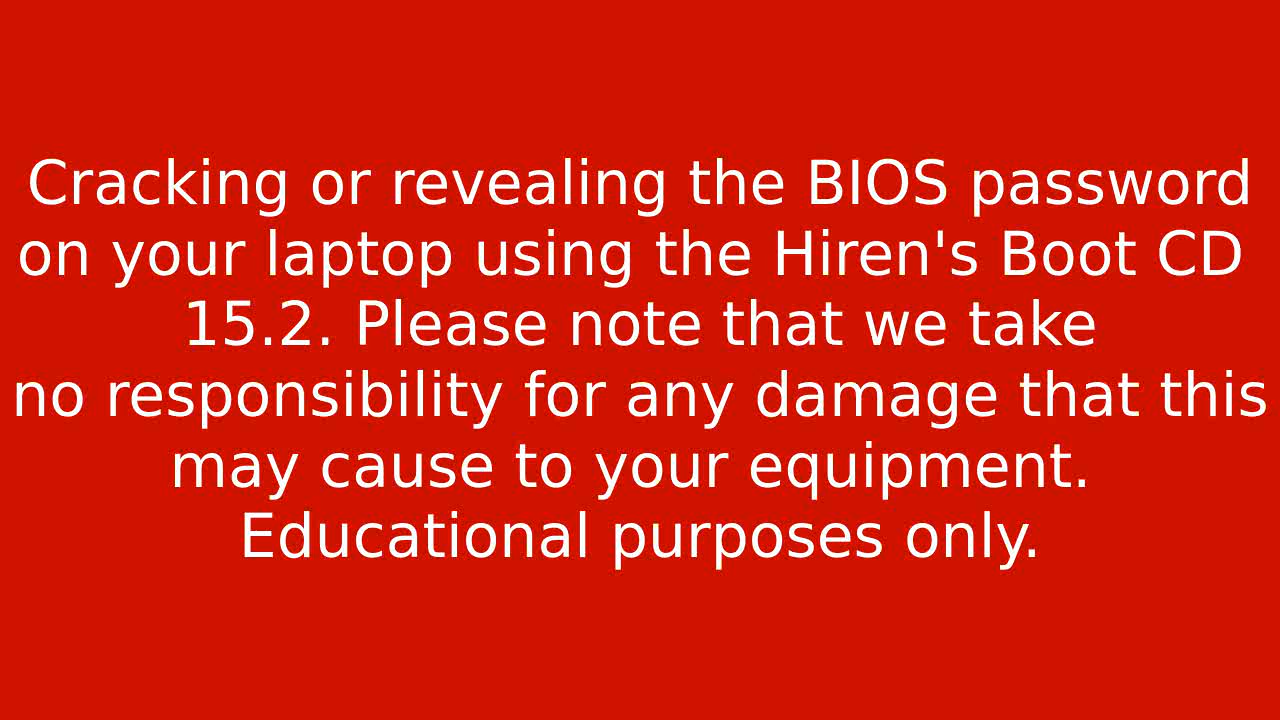 Cracking or revealing the BIOS password
on your laptop using the Hiren's Boot CD
15.2. Please note that we take
no responsibility for any damage that this
may cause to your equipment.
Educational purposes only.